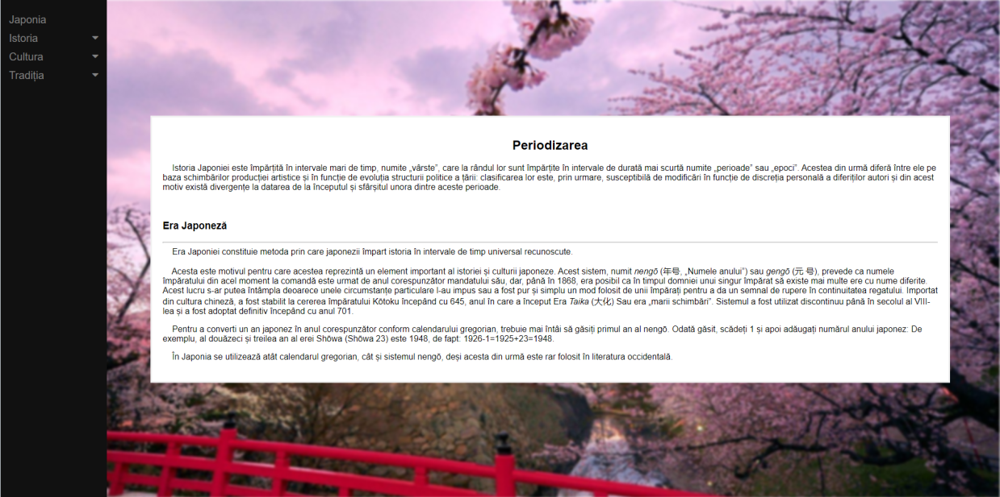 Japonia
Istoria
Cultura
Tradiția
Periodizarea
Istoria Japoniei este împărțită în intervale mari de timp, numite „vârste”, care la rândul lor sunt împărțite în intervale de durată mai scurtă numite „perioade” sau „epoci”. Acestea din urmă diferă între ele pe
baza schimbărilor producției artistice și în funcție de evoluția structurii politice a țării: clasificarea lor este, prin urmare, susceptibilă de modificări în funcție de discreția personală a diferiților autori și din acest
motiv există divergențe la datarea de la începutul și sfârșitul unora dintre aceste perioade.
Era Japoneză
Era Japoniei constituie metoda prin care japonezii împart istoria în intervale de timp universal recunoscute.
Acesta este motivul pentru care acestea reprezintă un element important al istoriei și culturii japoneze. Acest sistem, numit nengō (年号, „Numele anului”) sau gengō (元 号), prevede ca numele
împăratului din acel moment la comandă este urmat de anul corespunzător mandatului său, dar, până în 1868, era posibil ca în timpul domniei unui singur împărat să existe mai multe ere cu nume diferite.
Acest lucru s-ar putea întâmpla deoarece unele circumstanțe particulare l-au impus sau a fost pur și simplu un mod folosit de unii împărați pentru a da un semnal de rupere în continuitatea regatului. Importat
din cultura chineză, a fost stabilit la cererea împăratului Kōtoku începând cu 645, anul în care a început Era Taika (大化) Sau era „marii schimbări”. Sistemul a fost utilizat discontinuu până în secolul al VIII-
lea și a fost adoptat definitiv începând cu anul 701.
Pentru a converti un an japonez în anul corespunzător conform calendarului gregorian, trebuie mai întâi să găsiți primul an al nengō. Odată găsit, scădeți 1 și apoi adăugați numărul anului japonez: De
exemplu, al douăzeci și treilea an al erei Shōwa (Shōwa 23) este 1948, de fapt: 1926-1=1925+23=1948.
În Japonia se utilizează atât calendarul gregorian, cât și sistemul nengō, deși acesta din urmă este rar folosit în literatura occidentală.